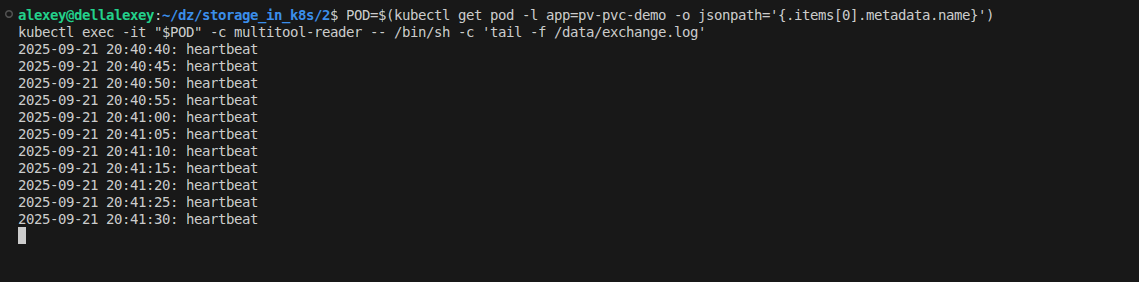 alexey@dellalexey:~/dz/storage_in_k8s/2$ POD=$(kubectl get pod -l app=pv-pvc-demo -o jsonpath='{.items[0].metadata.name}')
kubectl exec -it "$POD" -c multitool-reader -- /bin/sh -c 'tail -f /data/exchange.log'
2025-09-21 20:40:40: heartbeat
2025-09-21 20:40:45: heartbeat
2025-09-21 20:40:50: heartbeat
2025-09-21 20:40:55: heartbeat
2025-09-21 20:41:00: heartbeat
2025-09-21 20:41:05: heartbeat
2025-09-21 20:41:10: heartbeat
2025-09-21 20:41:15: heartbeat
2025-09-21 20:41:20: heartbeat
2025-09-21 20:41:25: heartbeat
2025-09-21 20:41:30: heartbeat